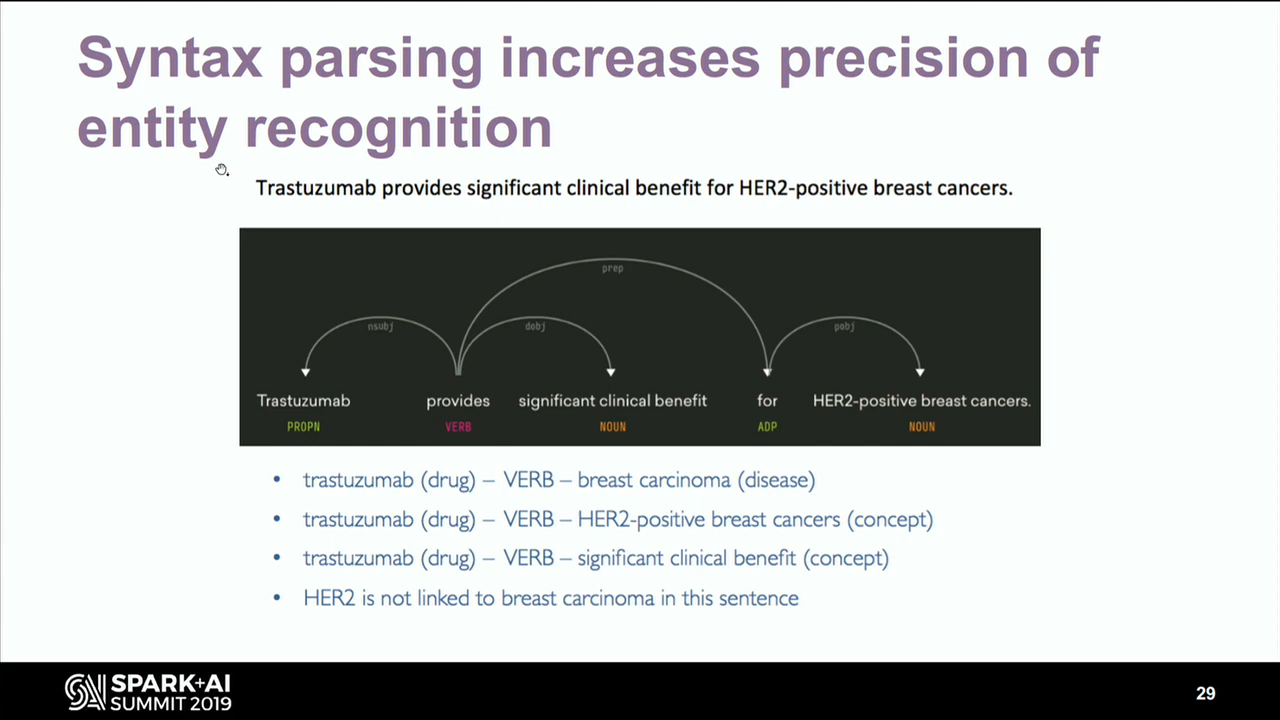 Syntax parsing increases precision of
entity recognition
Trastuzumab provides significant clinical benefit for HER2-positive breast cancers.
prep
nsubj dobj pobj
Trastuzumab provides significant clinical benefit for HER2-positive breast cancers.
PROPN VERB NOUN ADP NOUN
• trastuzumab (drug) – VERB – breast carcinoma (disease)
• trastuzumab (drug) – VERB – HER2-positive breast cancers (concept)
• trastuzumab (drug) – VERB – significant clinical benefit (concept)
• HER2 is not linked to breast carcinoma in this sentence
SPARK+AI
SUMMIT 2019
29